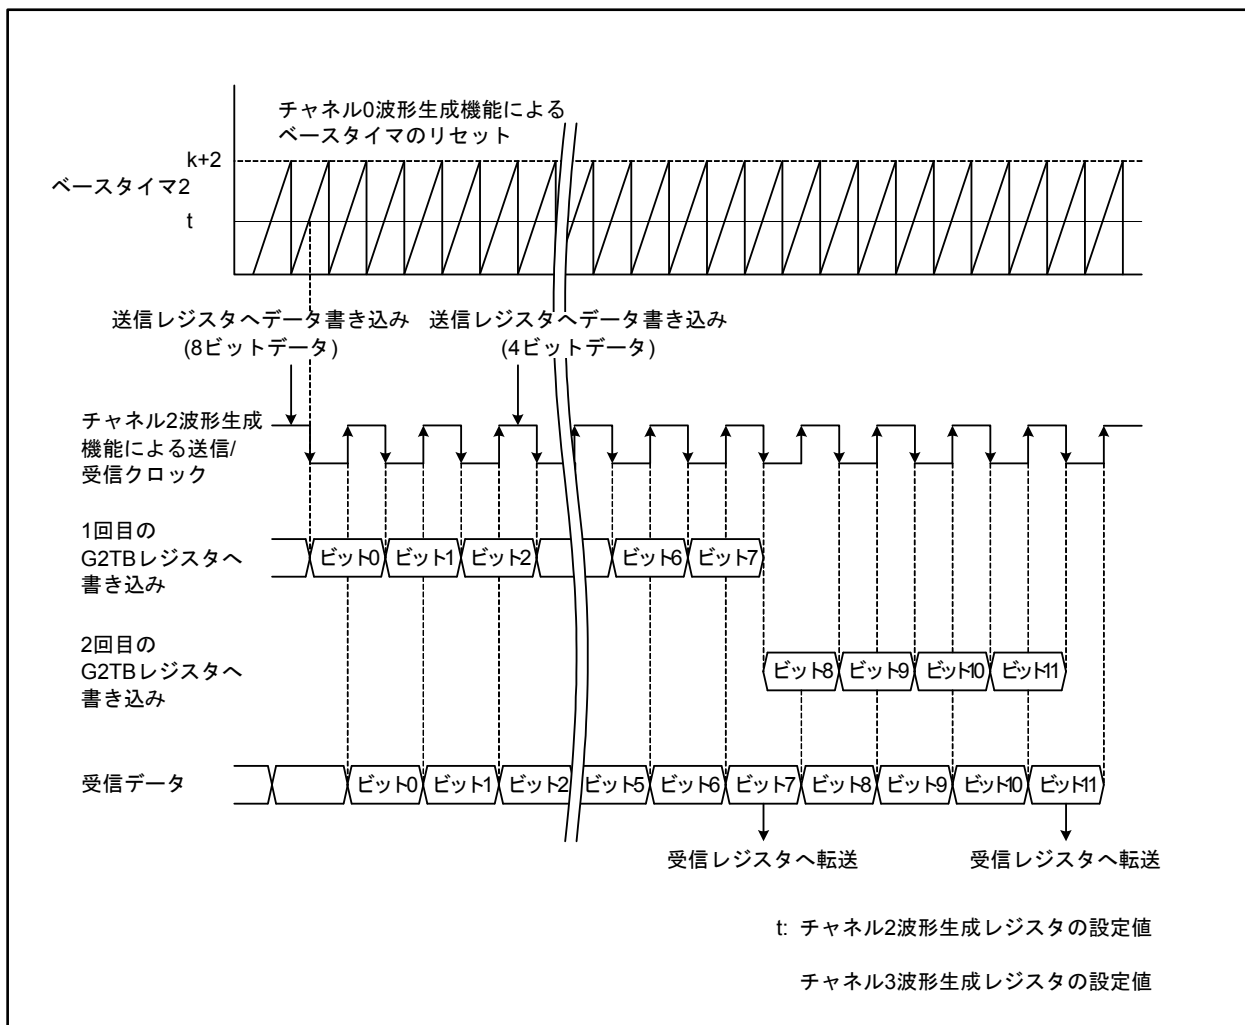 チャネル0波形生成機能による
ベースタイマのリセット
k+2
ベースタイマ2
t
送信レジスタへデータ書き込み
(8ビットデータ)
送信レジスタへデータ書き込み
(4ビットデータ)
チャネル2波形生成
機能による送信/
受信クロック
1回目の
G2TBレジスタへ
書き込み
ビット0 ビット1 ビット2 ビット6 ビット7
2回目の
G2TBレジスタへ
書き込み
ビット8 ビット9 ビット10 ビット11
受信データ
ビット0 ビット1 ビット2 ビット5 ビット6 ビット7 ビット8 ビット9 ビット10 ビット11
受信レジスタへ転送 受信レジスタへ転送
t: チャネル2波形生成レジスタの設定値
チャネル3波形生成レジスタの設定値